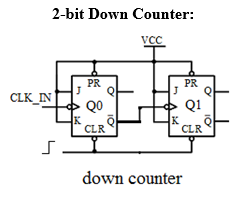 2-bit Down Counter:
VCC
PR PR
J Q J Q
CLK_IN Q0 Q1
K Q̅ K Q̅
CLR CLR
down counter